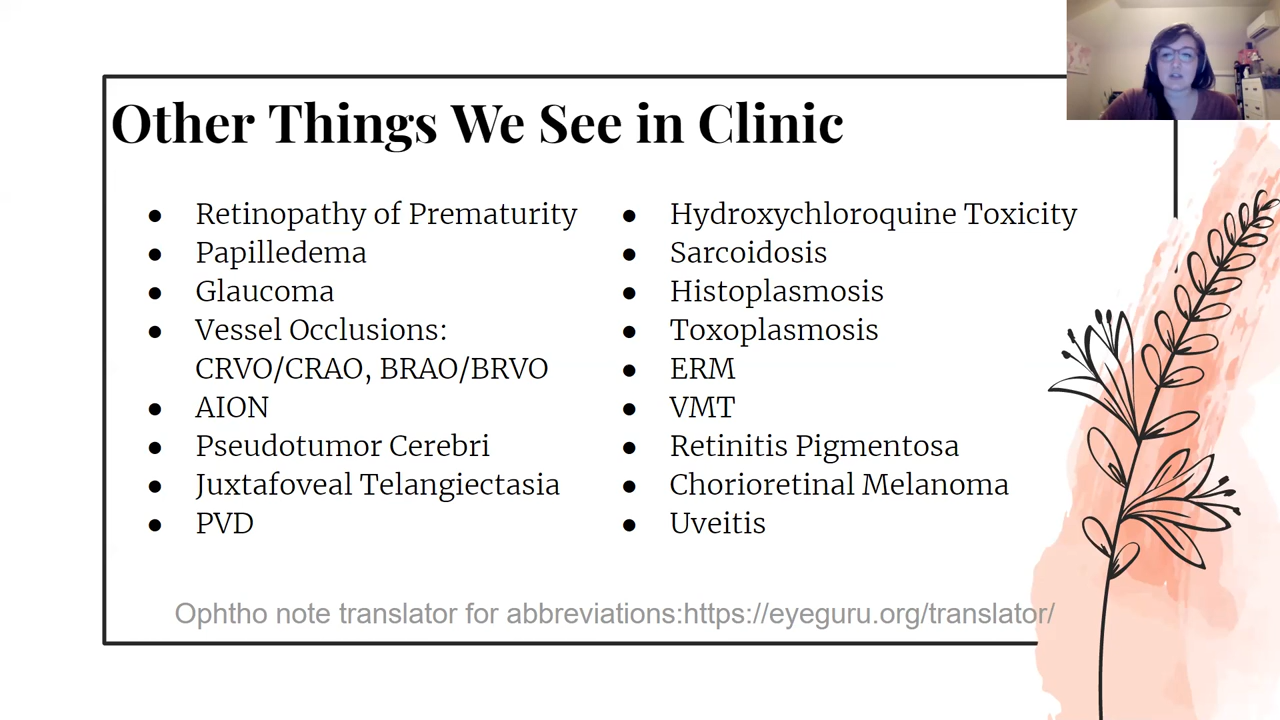 Other Things We See in Clinic
● Retinopathy of Prematurity
● Papilledema
● Glaucoma
● Vessel Occlusions:
CRVO/CRAO, BRAO/BRVO
● AION
● Pseudotumor Cerebri
● Juxtafoveal Telangiectasia
● PVD
● Hydroxychloroquine Toxicity
● Sarcoidosis
● Histoplasmosis
● Toxoplasmosis
● ERM
● VMT
● Retinitis Pigmentosa
● Chorioretinal Melanoma
● Uveitis
Ophtho note translator for abbreviations:https://eyeguru.org/translator/